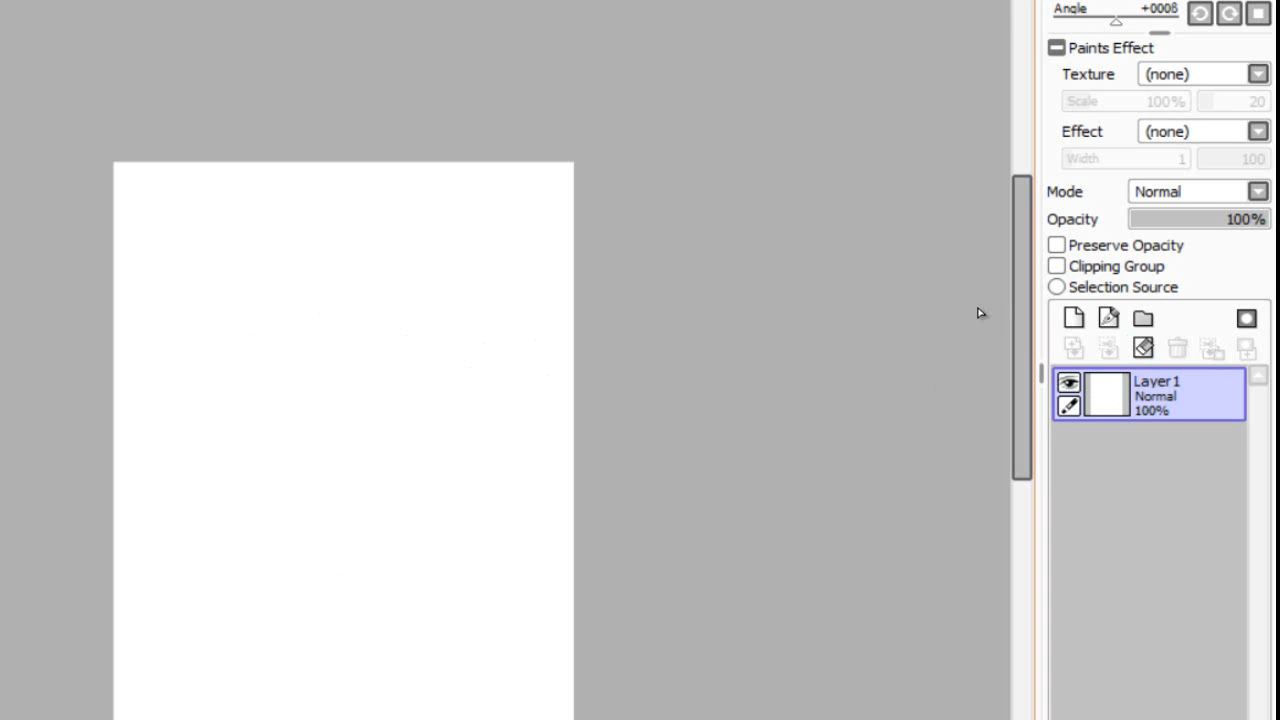 Angle +000ß
Paints Effect
Texture (none)
Scale 100% 20
Effect (none)
Width 1 100
Mode Normal
Opacity 100%
Preserve Opacity
Clipping Group
Selection Source
Layer1
Normal
100%